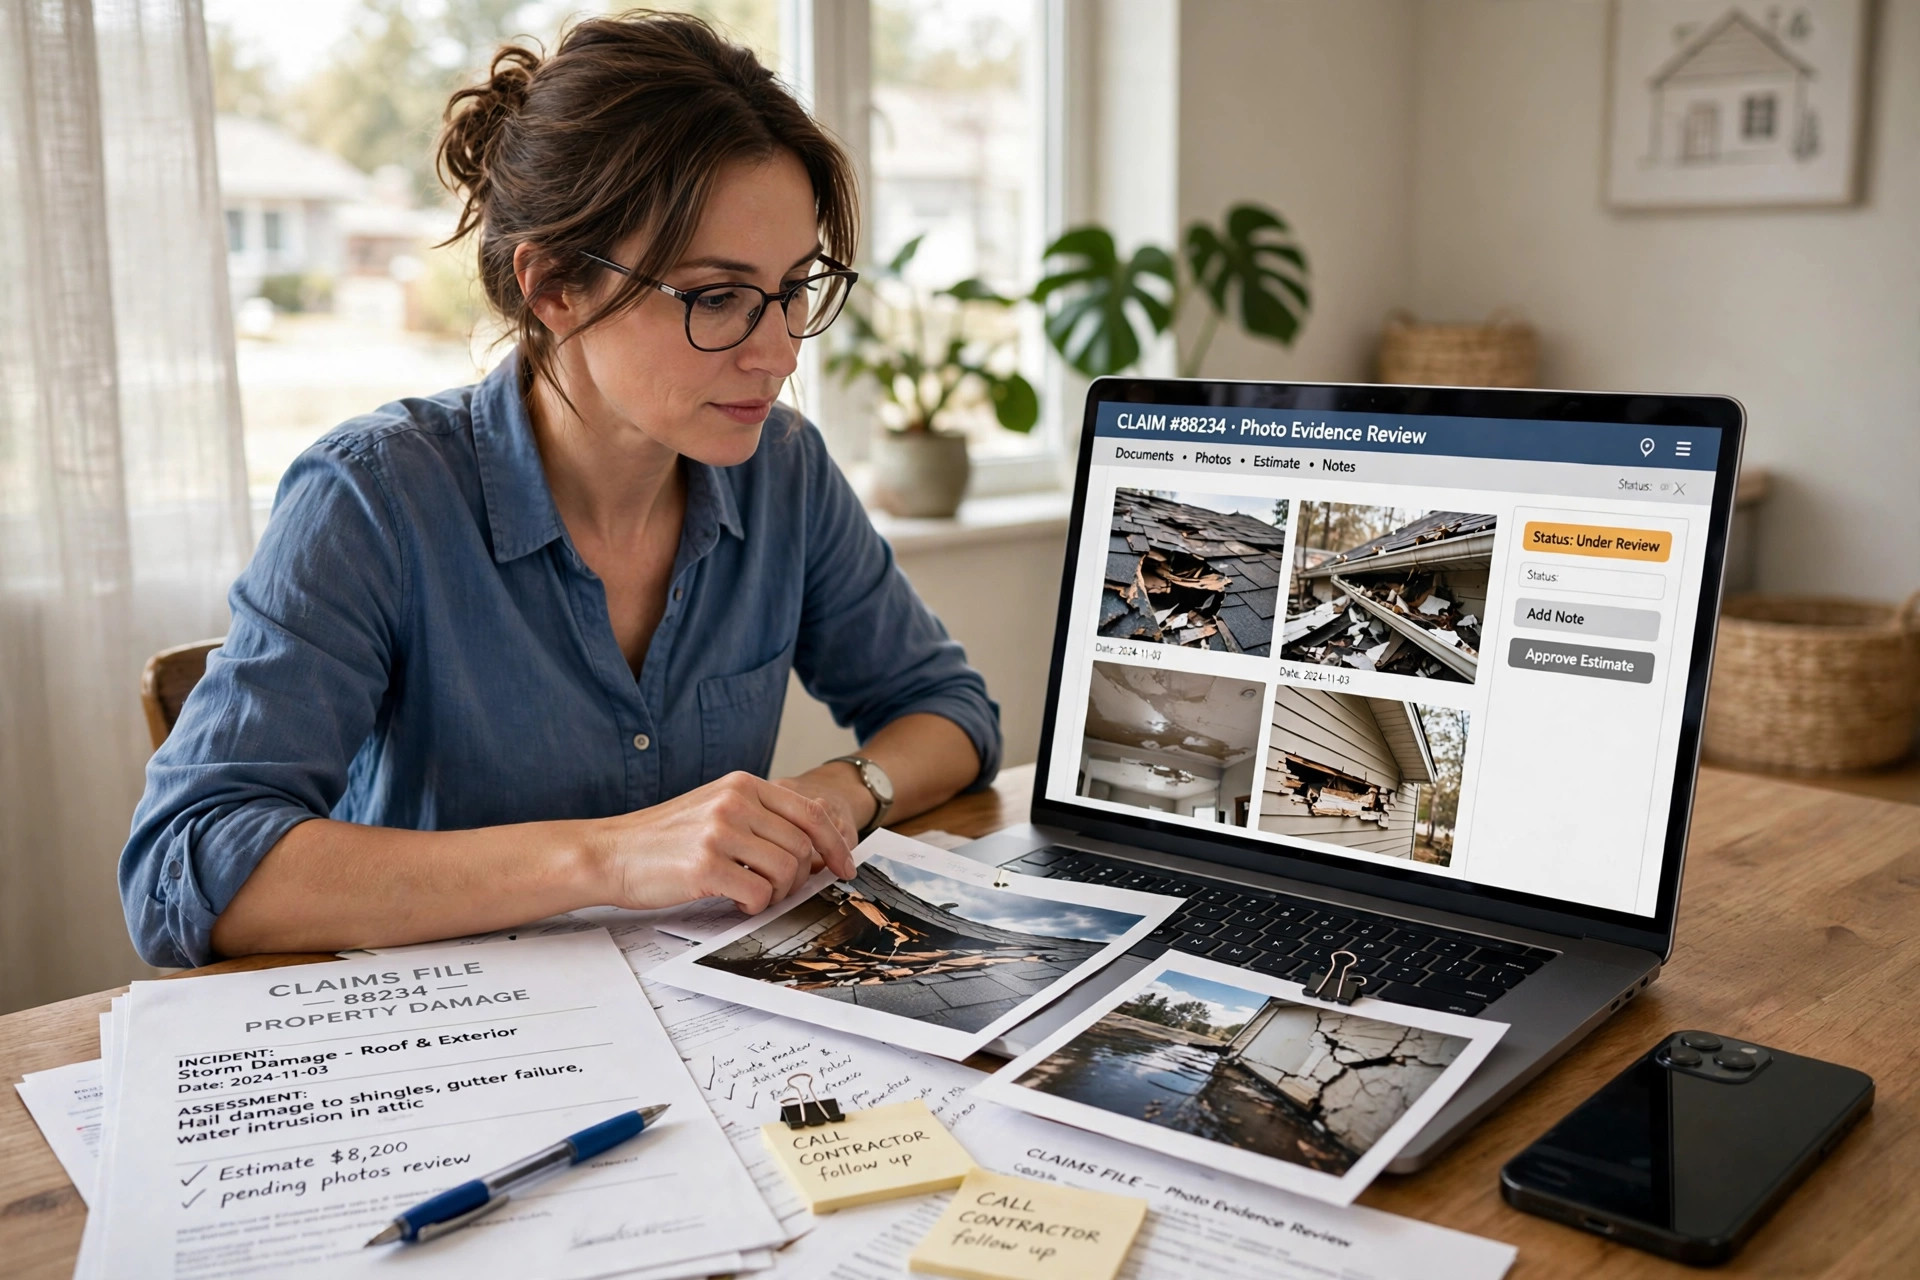 CLAIM #88234 · Photo Evidence Review
Documents • Photos • Estimate • Notes
Status:
Status: Under Review
Status:
Add Note
Approve Estimate
Date: 2024-11-03
Date: 2024-11-03
CLAIMS FILE
— 88234 —
PROPERTY DAMAGE
INCIDENT:
Storm Damage - Roof & Exterior
Date: 2024-11-03
ASSESSMENT:
Hail damage to shingles, gutter failure,
water intrusion in attic
✓ Estimate $8,200
✓ pending photos review
CALL
CONTRACTOR
follow up
CALL
CONTRACTOR
follow up
CLAIMS FILE — Photo Evidence Review